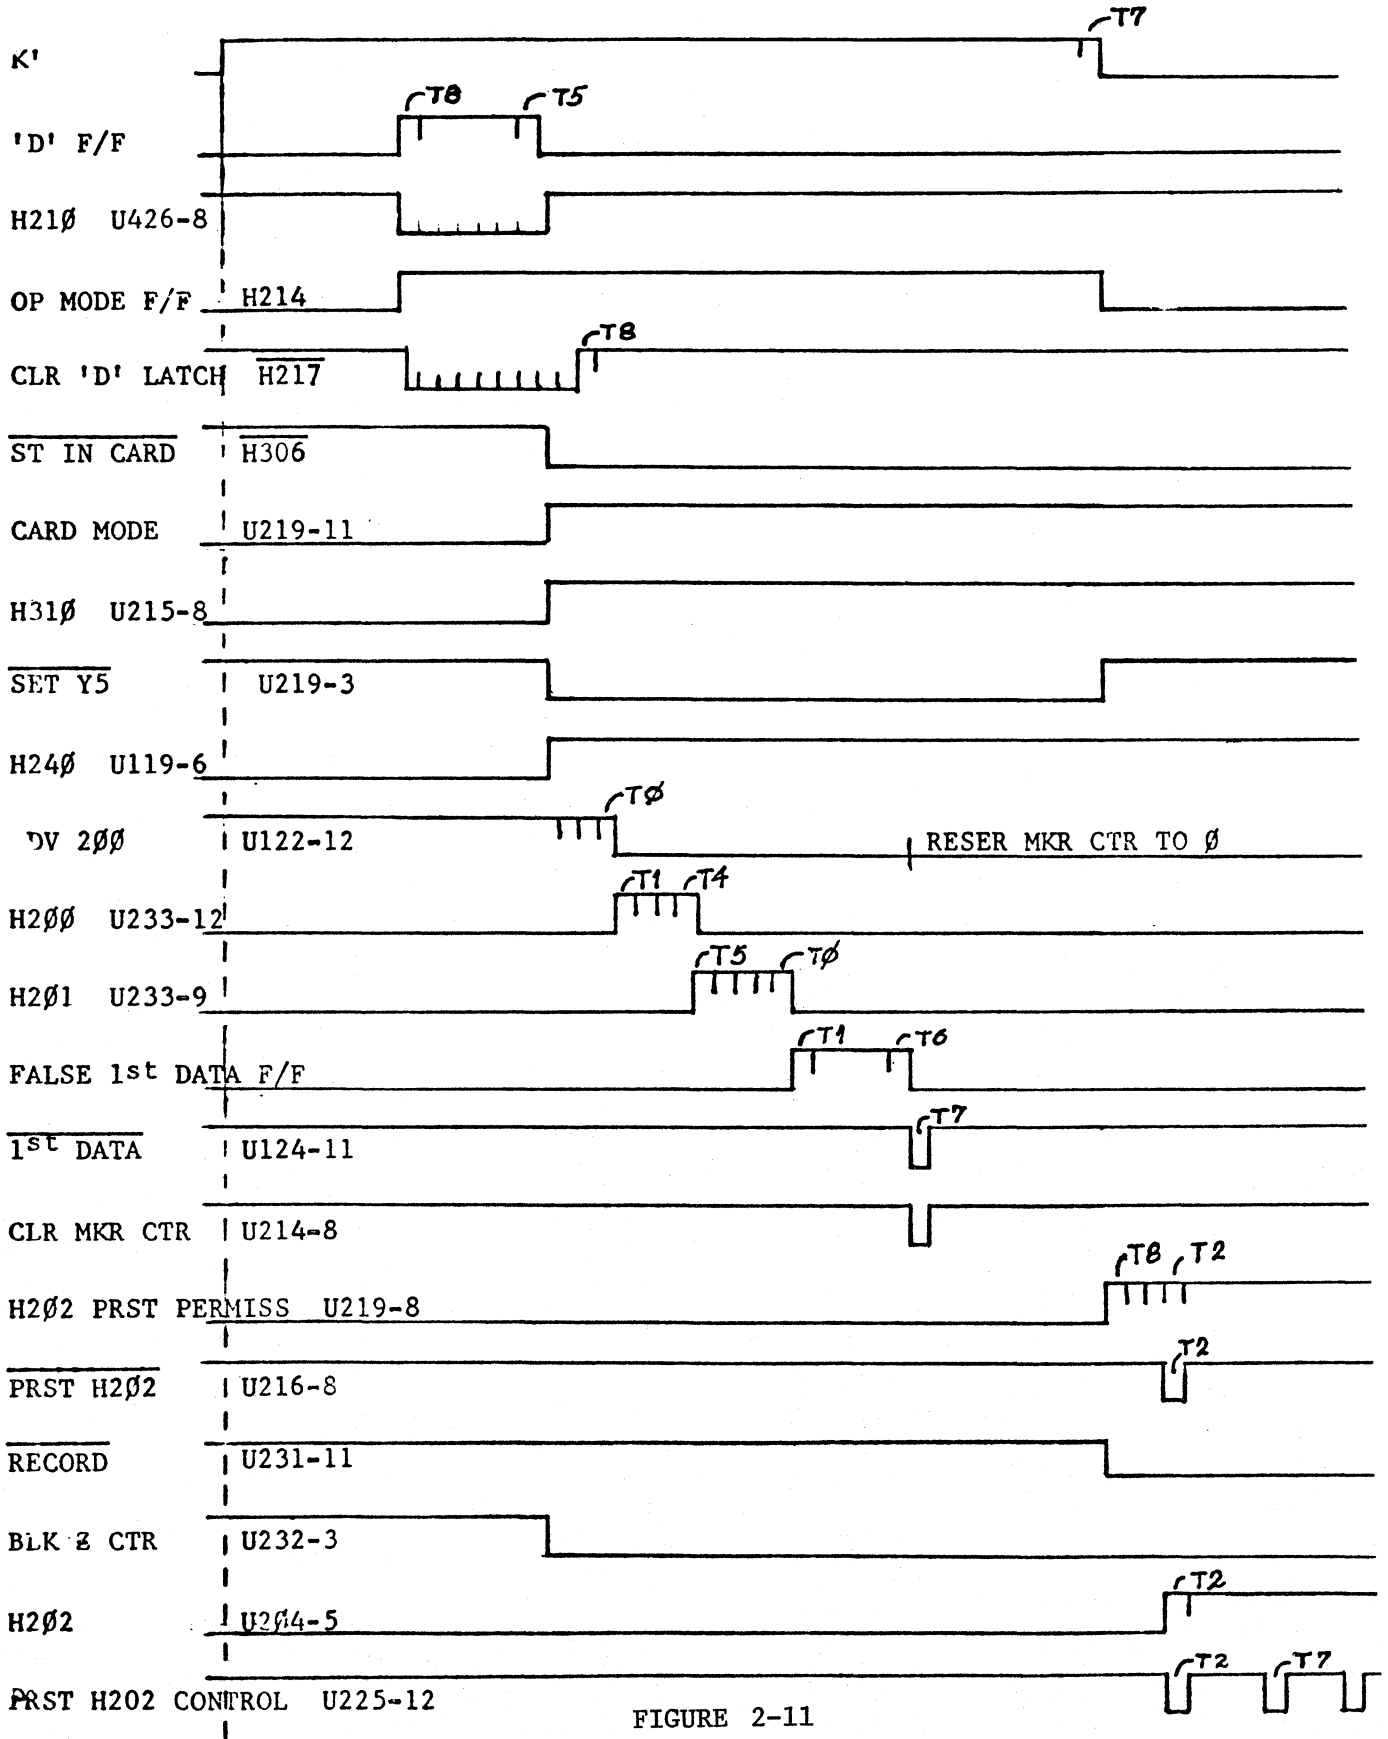 T7
K'
T8 T5
'D' F/F
H21Ø U426-8
OP MODE F/F H214
T8
CLR 'D' LATCH H217
ST IN CARD H306
CARD MODE U219-11
H31Ø U215-8
SET Y5 U219-3
H24Ø U119-6
TØ
DV 2ØØ U122-12 RESER MKR CTR TO Ø
T1 T4
H2ØØ U233-12
T5 TØ
H2Ø1 U233-9
T1 T6
FALSE 1st DATA F/F
T7
1st DATA U124-11
CLR MKR CTR U214-8
T8 T2
H2Ø2 PRST PERMISS U219-8
T2
PRST H2Ø2 U216-8
RECORD U231-11
BLK CTR U232-3
T2
H2Ø2 U2Ø4-5
T2 T7
PRST H202 CONTROL U225-12
FIGURE 2-11